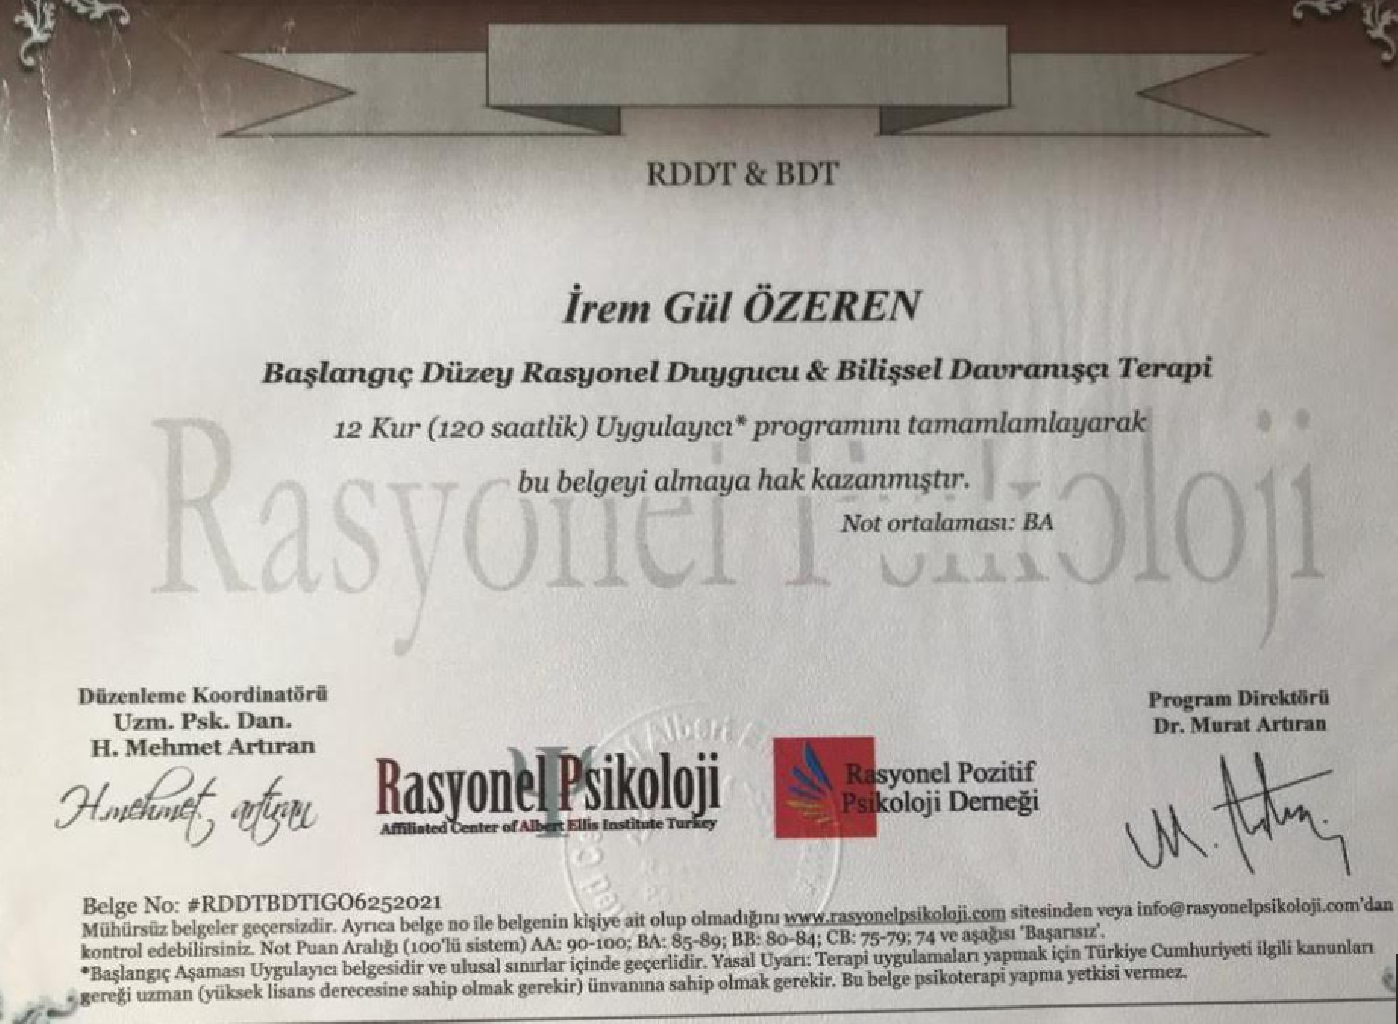 RDDT & BDT
İrem Gül ÖZEREN
Başlangıç Düzey Rasyonel Duygucu & Bilişsel Davranışçı Terapi
12 Kur (120 saatlik) Uygulayıcı* programını tamamlamlayarak
bu belgeyi almaya hak kazanmıştır.
Not ortalaması: BA
Rasyonel Psikoloji
Düzenleme Koordinatörü
Uzm. Psk. Dan.
H. Mehmet Artıran
H.mehmet artıran
Rasyonel Psikoloji
Affiliated Center of Albert Ellis Institute Turkey
Rasyonel Pozitif
Psikoloji Derneği
Program Direktörü
Dr. Murat Artıran
Belge No: #RDDTBDTIGO6252021
Mühürsüz belgeler geçersizdir. Ayrıca belge no ile belgenin kişiye ait olup olmadığını www.rasyonelpsikoloji.com sitesinden veya info@rasyonelpsikoloji.com'dan
kontrol edebilirsiniz. Not Puan Aralığı (100'lü sistem) AA: 90-100; BA: 85-89; BB: 80-84; CB: 75-79; 74 ve aşağısı 'Başarısız'.
*Başlangıç Aşaması Uygulayıcı belgesidir ve ulusal sınırlar içinde geçerlidir. Yasal Uyarı: Terapi uygulamaları yapmak için Türkiye Cumhuriyeti ilgili kanunları
gereği uzman (yüksek lisans derecesine sahip olmak gerekir) ünvanına sahip olmak gerekir. Bu belge psikoterapi yapma yetkisi vermez.